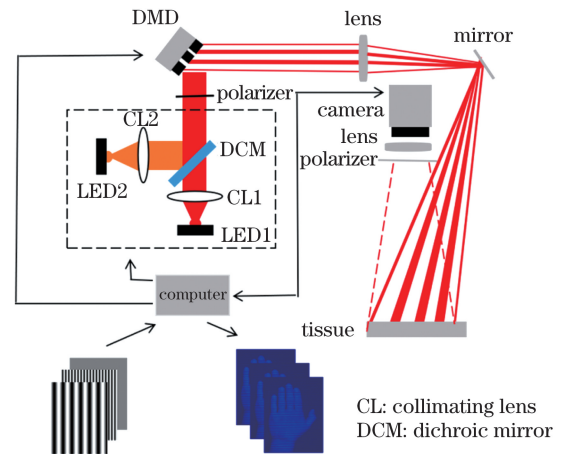 DMD
lens
mirror
polarizer
camera
CL2
DCM
lens
polarizer
LED2
CL1
LED1
computer
tissue
CL: collimating lens
DCM: dichroic mirror